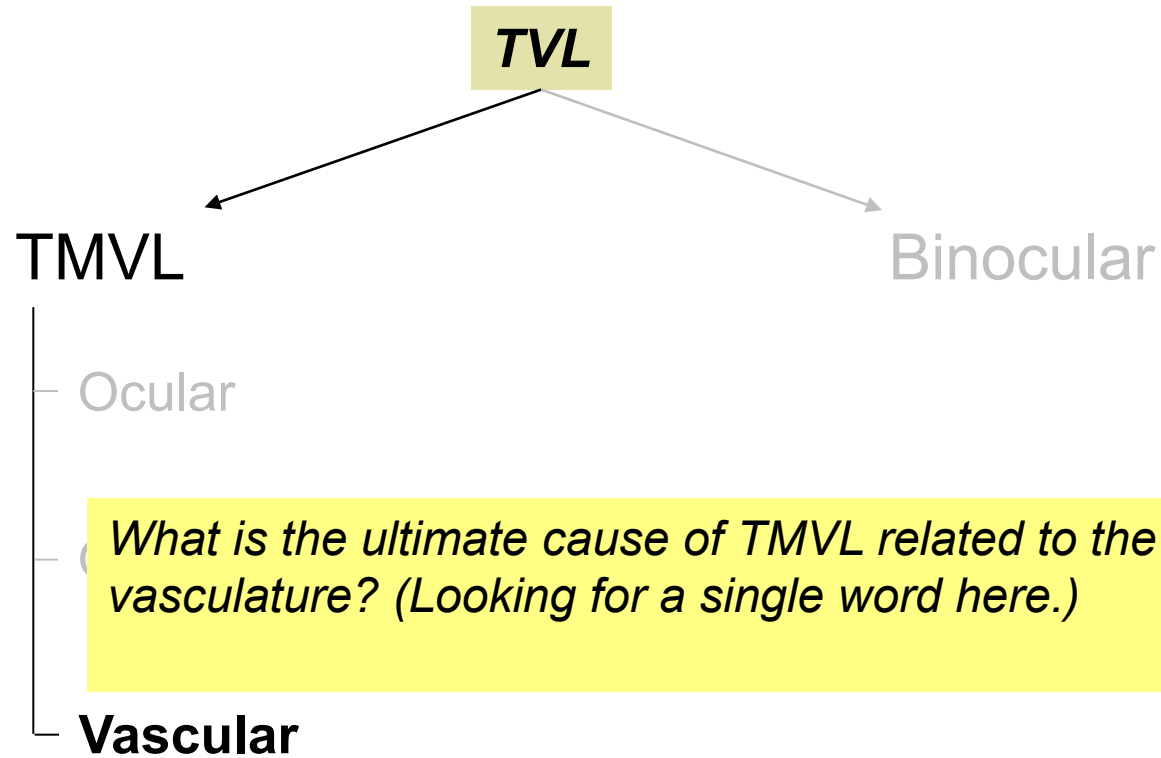 TVL
TMVL
Binocular
Ocular
What is the ultimate cause of TMVL related to the
vasculature? (Looking for a single word here.)
Vascular